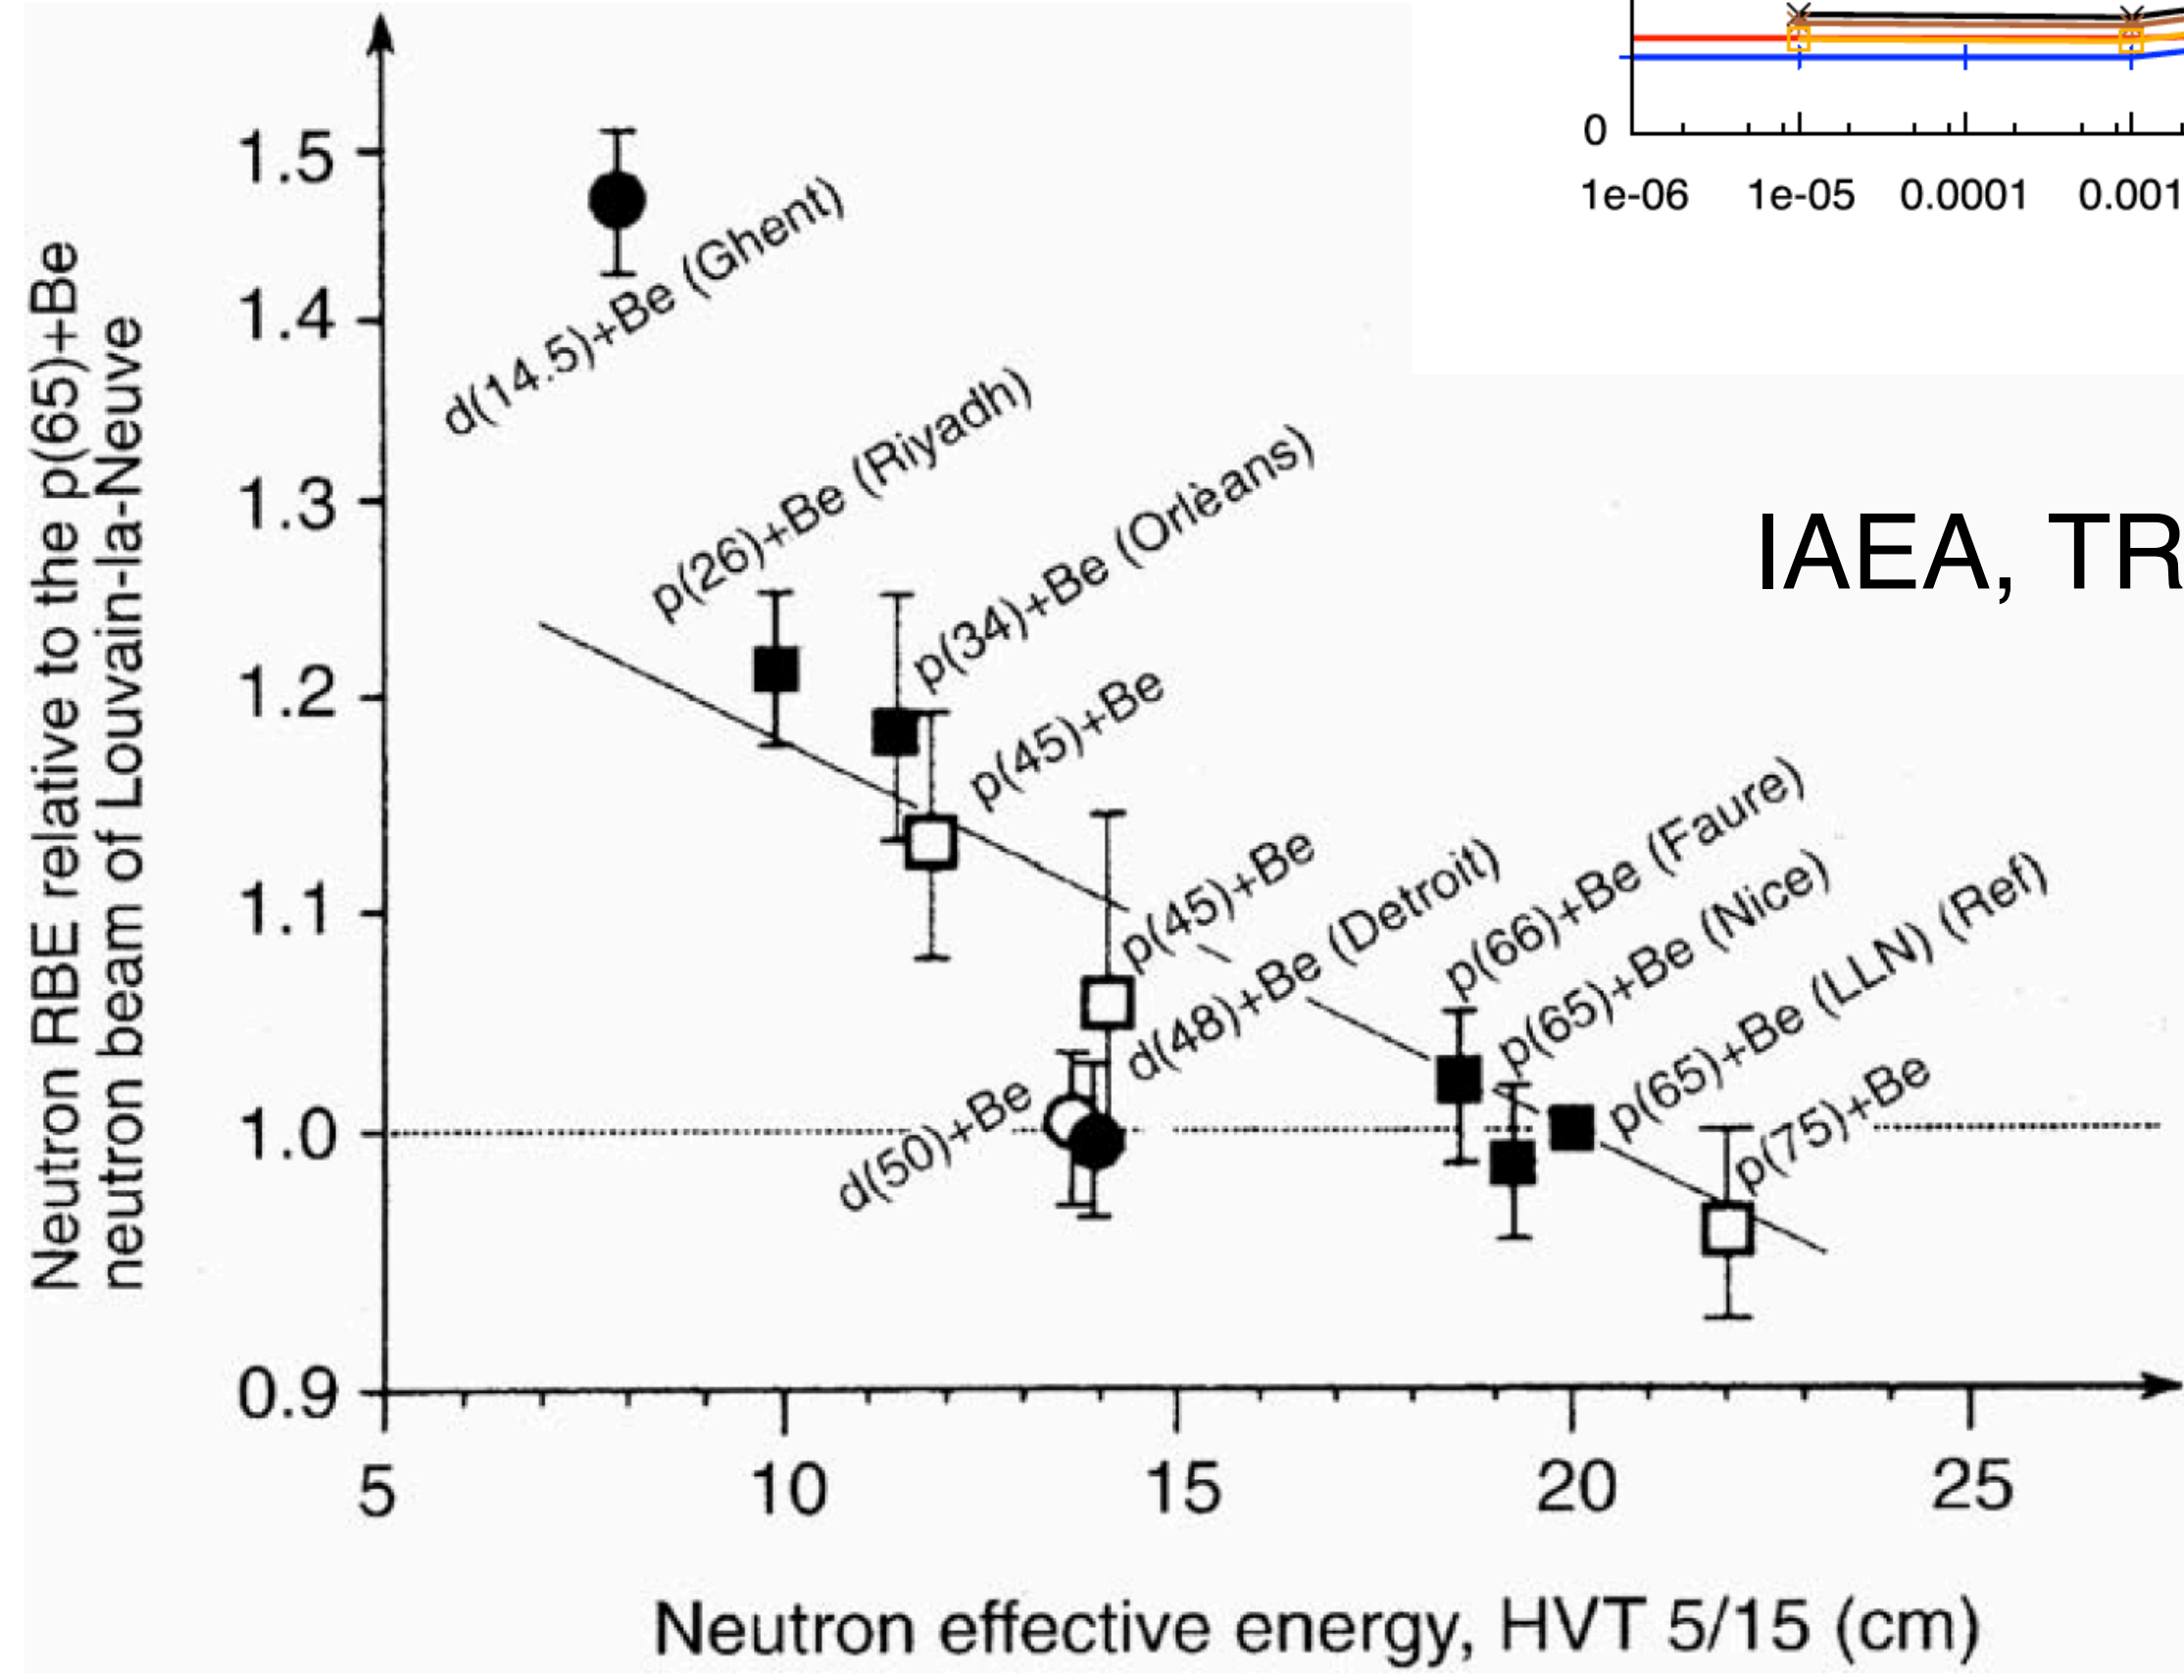 Neutron RBE relative to the p(65)+Be
neutron beam of Louvain-la-Neuve
1.5
1.4
1.3
1.2
1.1
1.0
0.9
d(14.5)+Be (Ghent)
p(26)+Be (Riyadh)
p(34)+Be (Orlèans)
p(45)+Be
p(45)+Be
d(48)+Be (Detroit)
d(50)+Be
p(66)+Be (Faure)
p(65)+Be (Nice)
p(65)+Be (LLN) (Ref)
p(75)+Be
5 10 15 20 25
Neutron effective energy, HVT 5/15 (cm)
0
1e-06 1e-05 0.0001 0.001
IAEA, TR